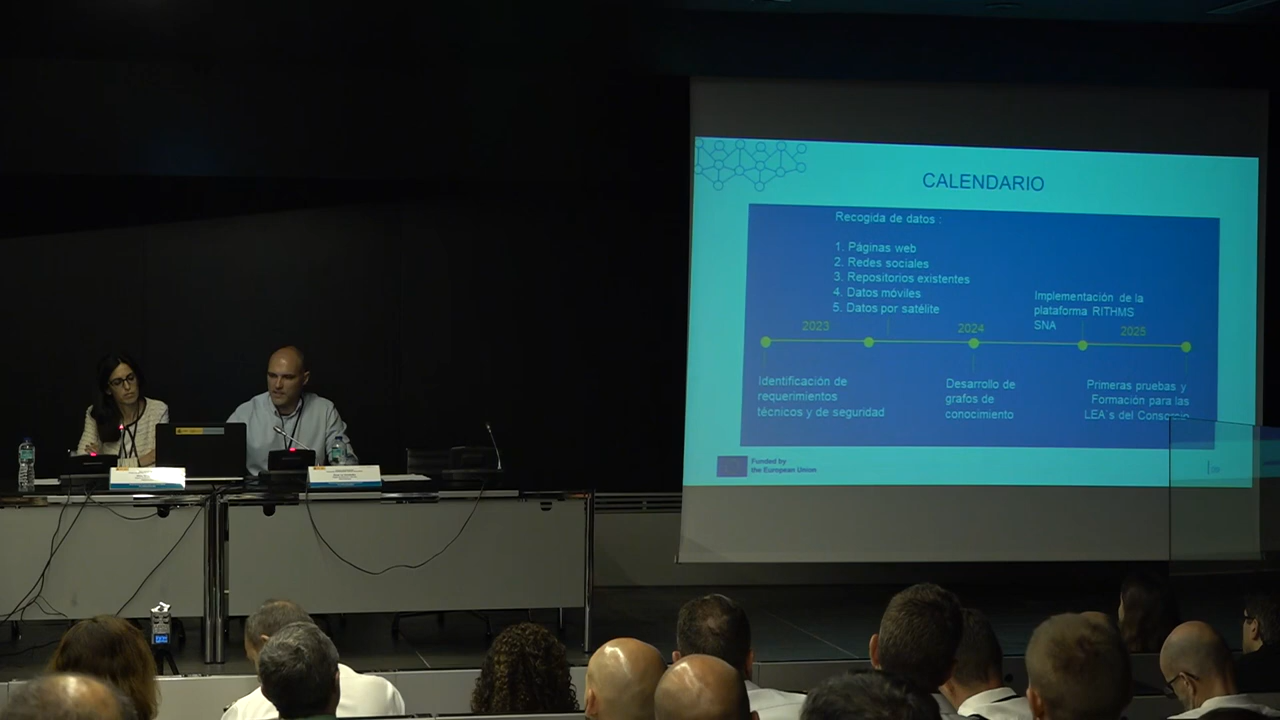 CALENDARIO
Recogida de datos :
1. Páginas web
2. Redes sociales
3. Repositorios existentes
4. Datos móviles
5. Datos por satélite
Implementación de la
plataforma RITHMS
SNA
2023
2024
2025
Identificación de
requerimientos
técnicos y de seguridad
Desarrollo de
grafos de
conocimiento
Primeras pruebas y
Formación para las
LEA´s del Consorcio
Funded by
the European Union